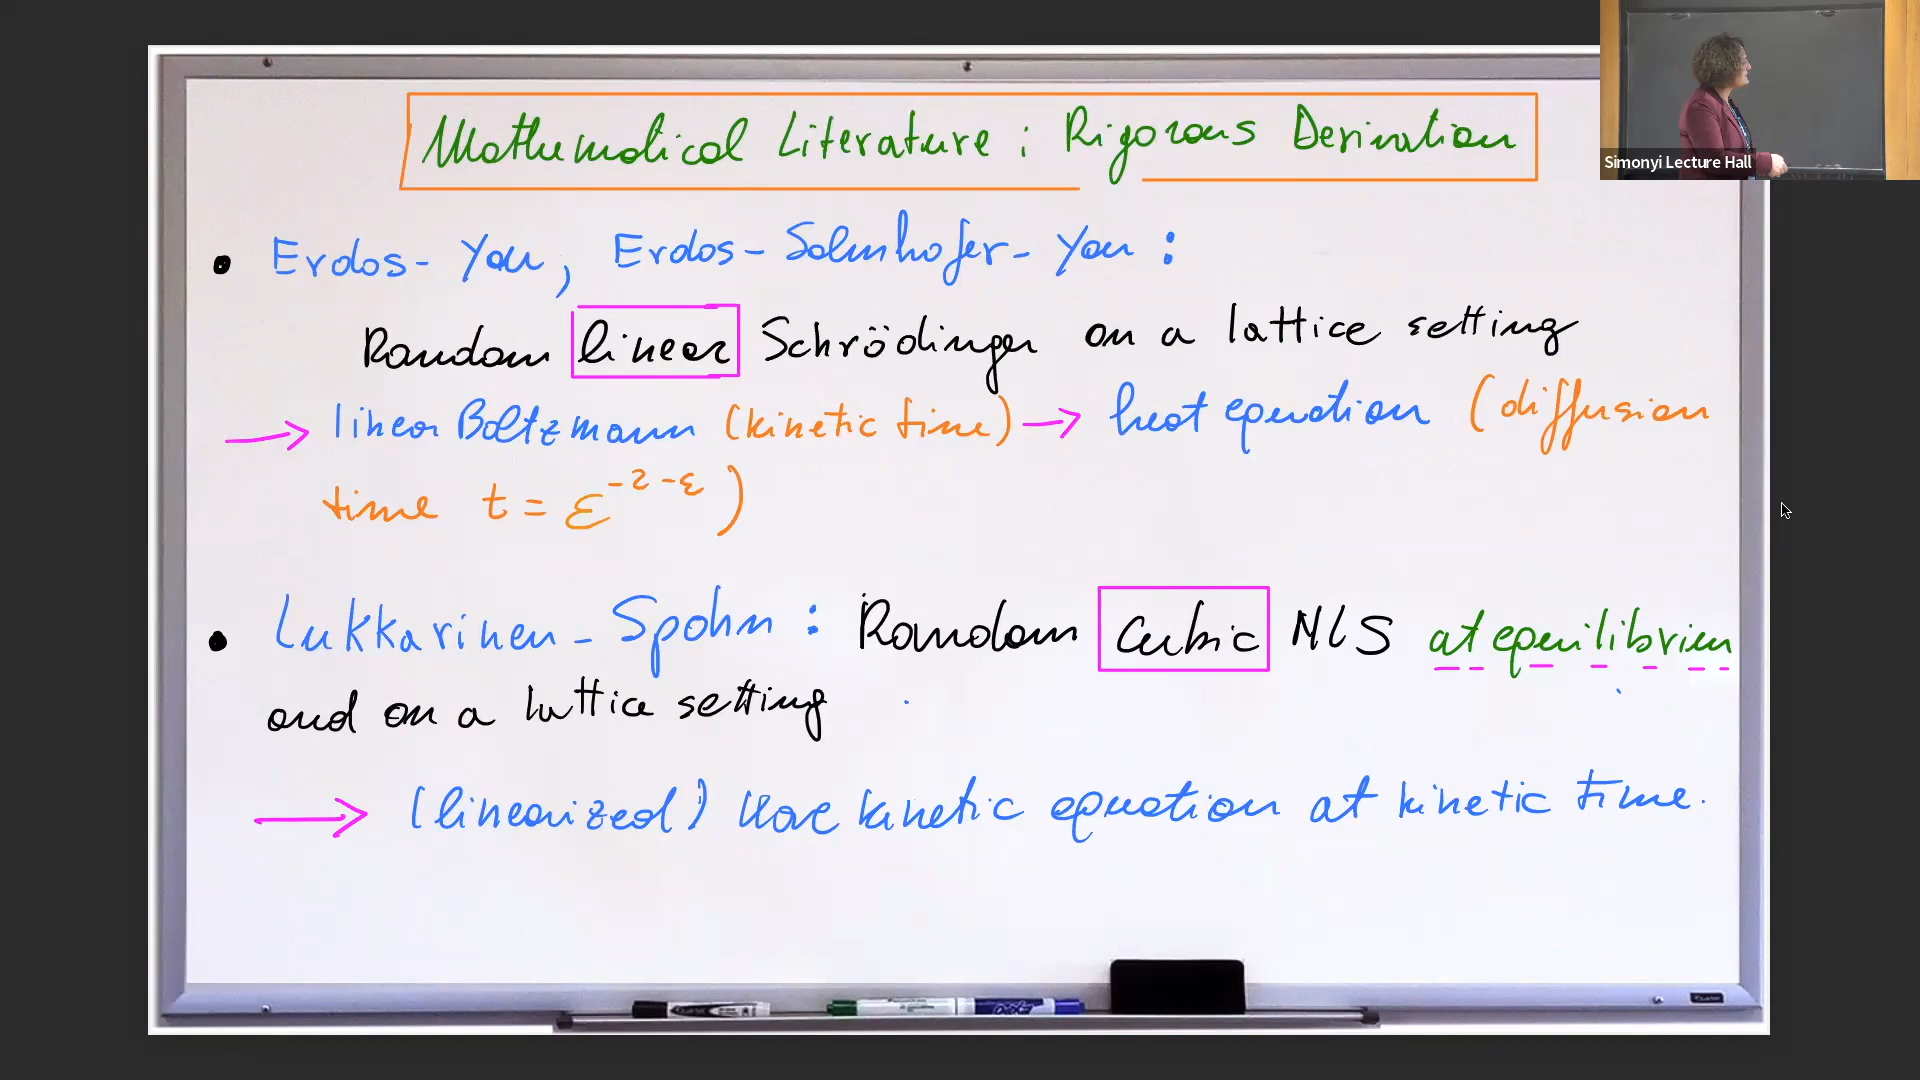 Mathematical Literature : Rigorous Derivation
Simonyi Lecture Hall
• Erdos - Yau, Erdos - Salmhofer - Yau :
Random linear Schrödinger on a lattice setting
→ linear Boltzmann (kinetic time) → heat equation (diffusion
time t = ε^{-2-ε})
• Lukkarinen - Spohn : Random cubic NLS at equilibrium
and on a lattice setting
→ (linearized) wave kinetic equation at kinetic time.